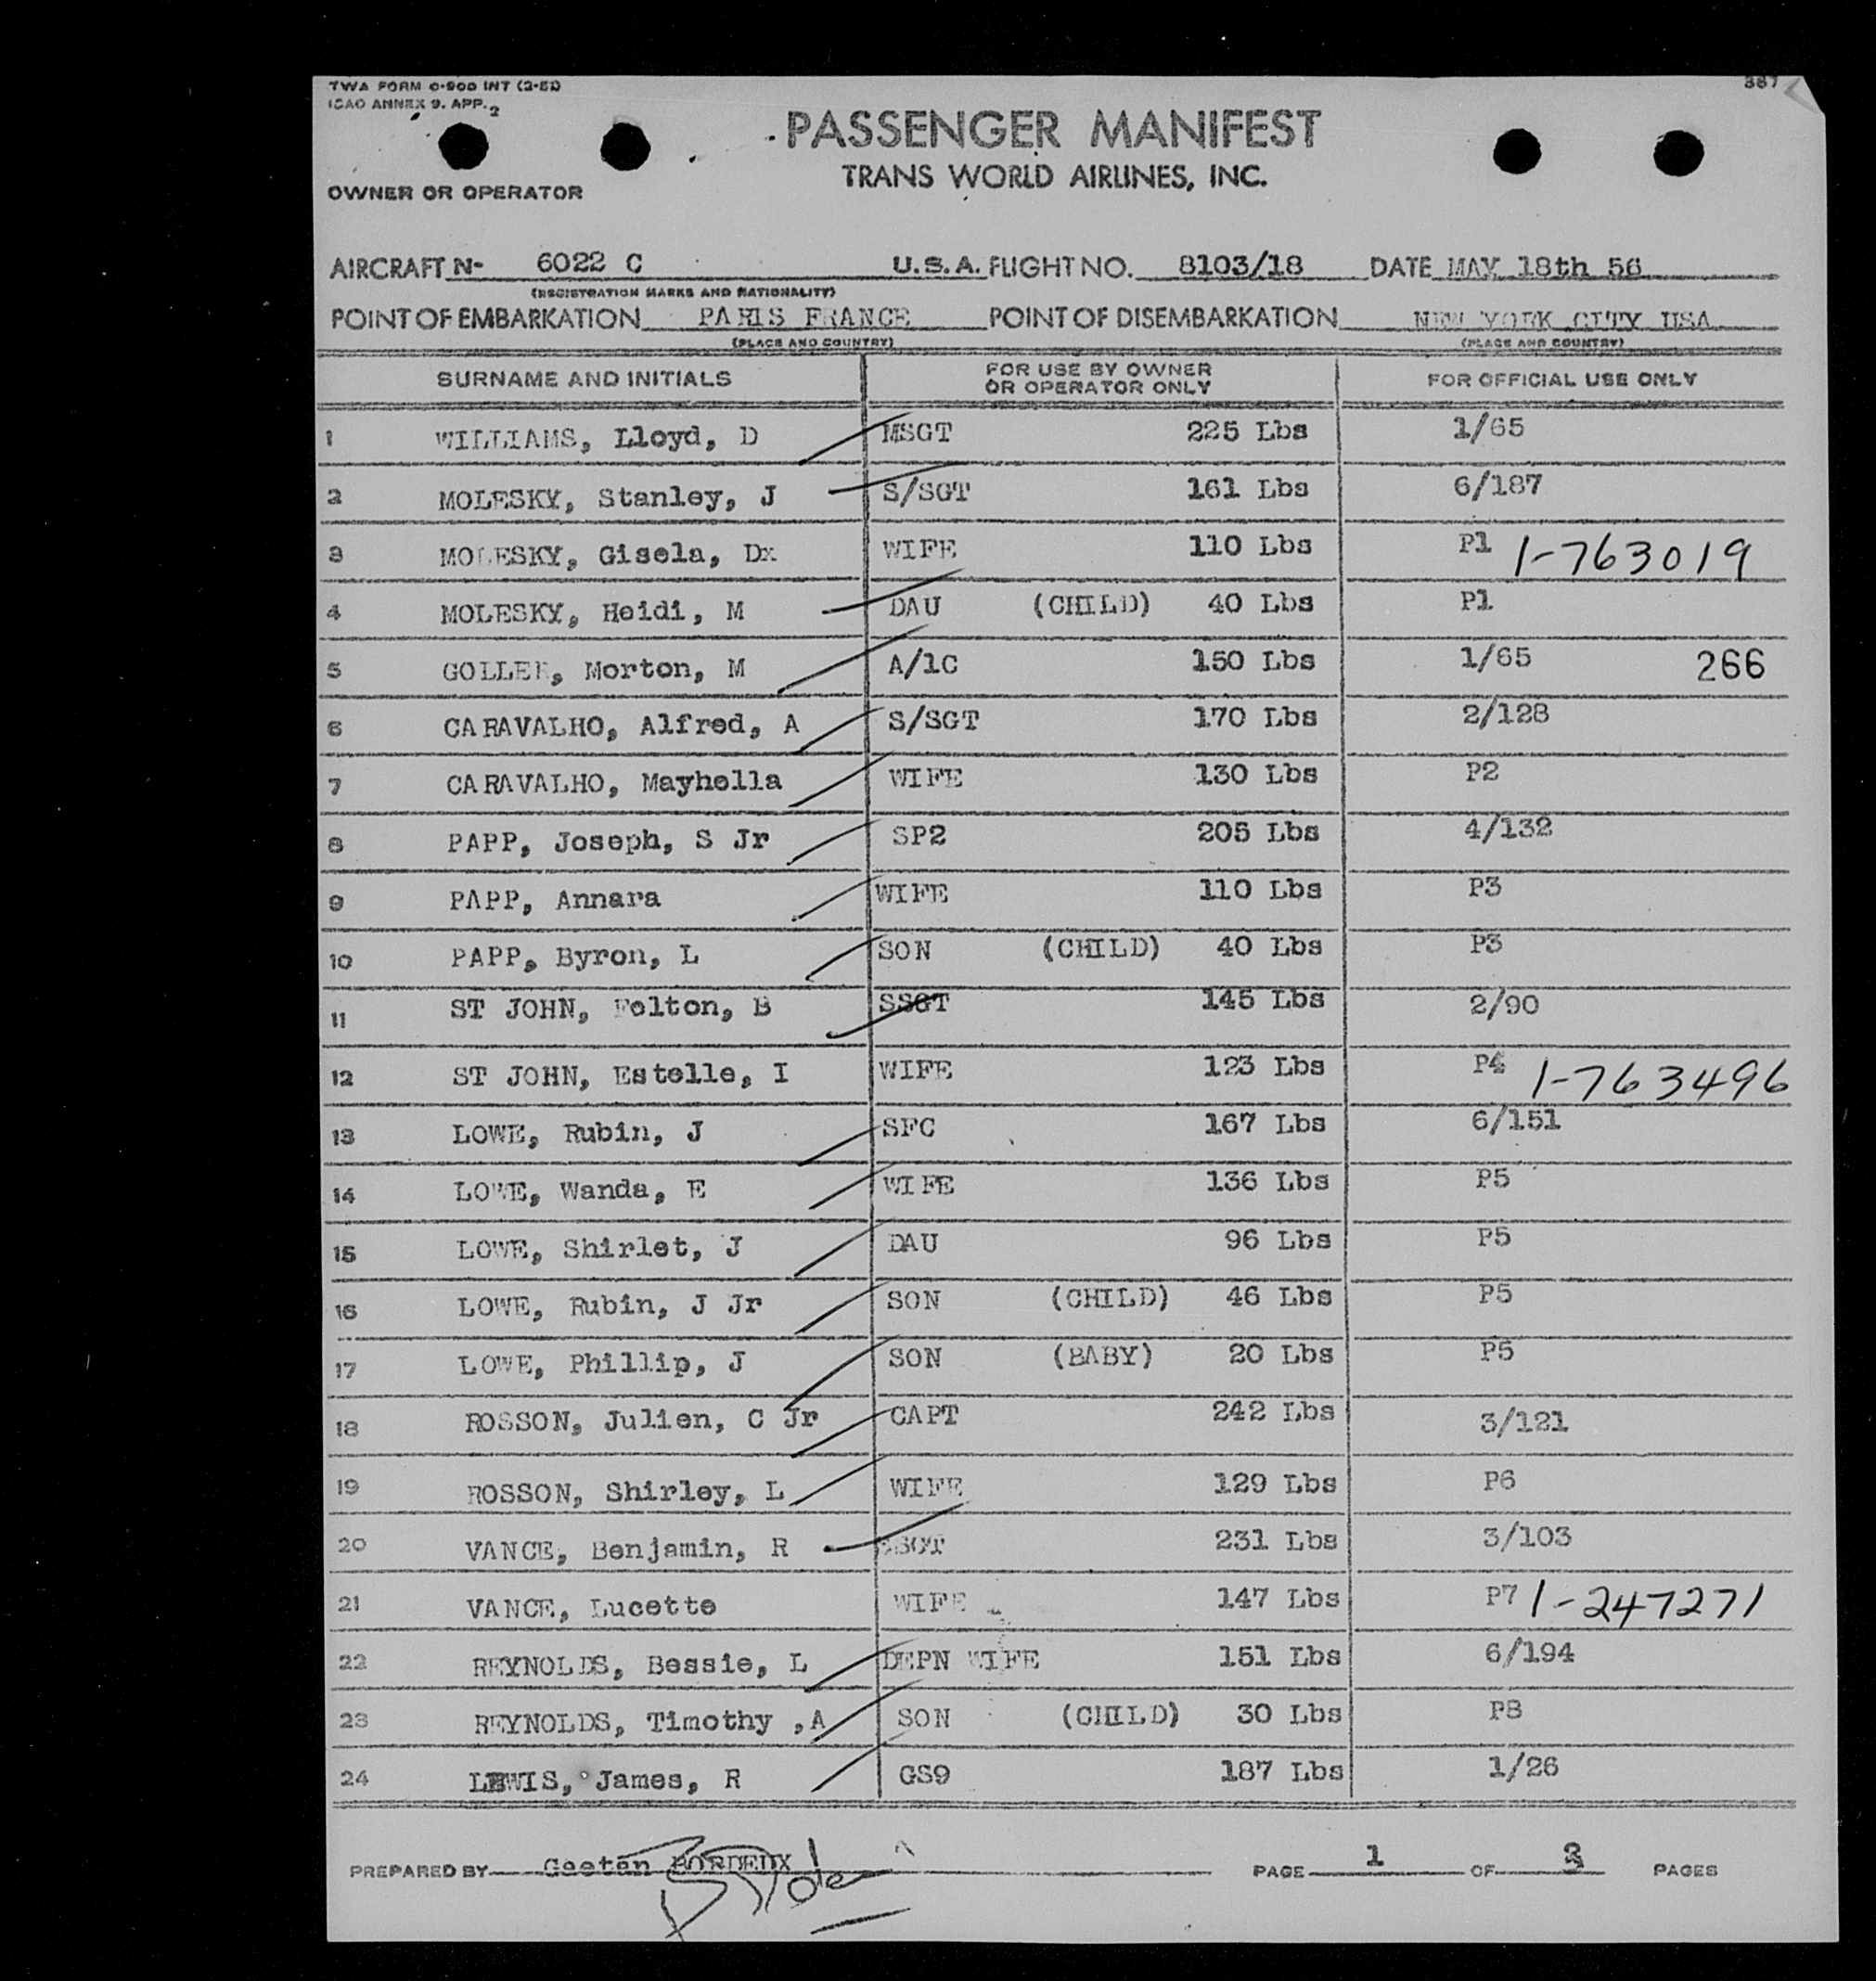 TWA FORM O-900 INT (2-51) 387
ICAO ANNEX 9. APP. 2
PASSENGER MANIFEST
TRANS WORLD AIRLINES, INC.
OWNER OR OPERATOR
AIRCRAFT N- 6022 C U.S.A. FLIGHT NO. 8103/18 DATE MAY 18th 56
(REGISTRATION MARKS AND NATIONALITY)
POINT OF EMBARKATION PARIS FRANCE POINT OF DISEMBARKATION NEW YORK CITY USA
(PLACE AND COUNTRY) (PLACE AND COUNTRY)
SURNAME AND INITIALS FOR USE BY OWNER OR OPERATOR ONLY FOR OFFICIAL USE ONLY
1 WILLIAMS, Lloyd, D MSGT 225 Lbs 1/65
2 MOLESKY, Stanley, J S/SGT 161 Lbs 6/187
3 MOLESKY, Gisela, Dx WIFE 110 Lbs P1 1-763019
4 MOLESKY, Heidi, M DAU (CHILD) 40 Lbs P1
5 GOLLER, Morton, M A/1C 150 Lbs 1/65 266
6 CARAVALHO, Alfred, A S/SGT 170 Lbs 2/128
7 CARAVALHO, Mayhella WIFE 130 Lbs P2
8 PAPP, Joseph, S Jr SP2 205 Lbs 4/132
9 PAPP, Annara WIFE 110 Lbs P3
10 PAPP, Byron, L SON (CHILD) 40 Lbs P3
11 ST JOHN, Felton, B SSGT 145 Lbs 2/90
12 ST JOHN, Estelle, I WIFE 123 Lbs P4 1-763496
13 LOWE, Rubin, J SFC 167 Lbs 6/151
14 LOWE, Wanda, E WIFE 136 Lbs P5
15 LOWE, Shirlet, J DAU 96 Lbs P5
16 LOWE, Rubin, J Jr SON (CHILD) 46 Lbs P5
17 LOWE, Phillip, J SON (BABY) 20 Lbs P5
18 ROSSON, Julien, C Jr CAPT 242 Lbs 3/121
19 ROSSON, Shirley, L WIFE 129 Lbs P6
20 VANCE, Benjamin, R SSGT 231 Lbs 3/103
21 VANCE, Lucette WIFE 147 Lbs P7 1-247271
22 REYNOLDS, Bessie, L DEPN WIFE 151 Lbs 6/194
23 REYNOLDS, Timothy ,A SON (CHILD) 30 Lbs P8
24 LEWIS, James, R GS9 187 Lbs 1/26
PREPARED BY Gaetan BORDEUX PAGE 1 OF 3 PAGES